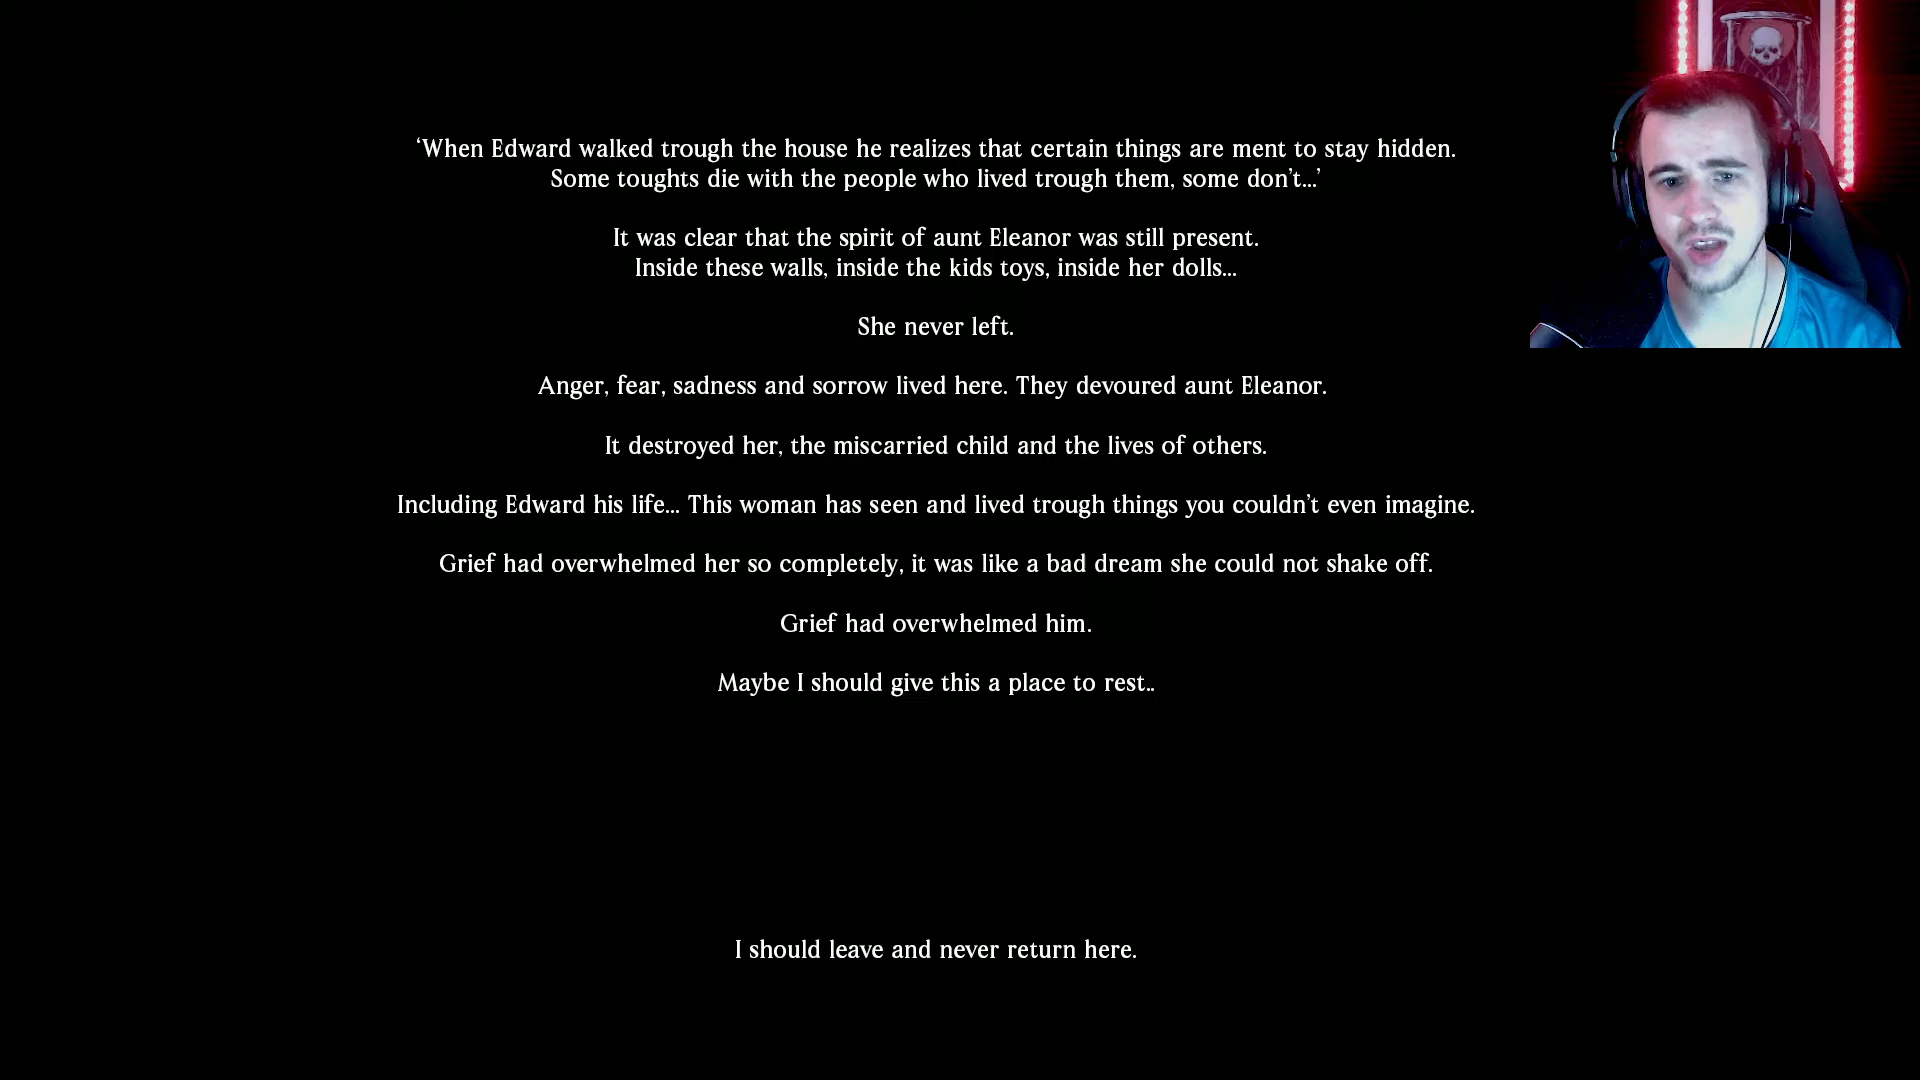 ‘When Edward walked trough the house he realizes that certain things are ment to stay hidden.
Some toughts die with the people who lived trough them, some don’t...’
It was clear that the spirit of aunt Eleanor was still present.
Inside these walls, inside the kids toys, inside her dolls...
She never left.
Anger, fear, sadness and sorrow lived here. They devoured aunt Eleanor.
It destroyed her, the miscarried child and the lives of others.
Including Edward his life... This woman has seen and lived trough things you couldn’t even imagine.
Grief had overwhelmed her so completely, it was like a bad dream she could not shake off.
Grief had overwhelmed him.
Maybe I should give this a place to rest..
I should leave and never return here.